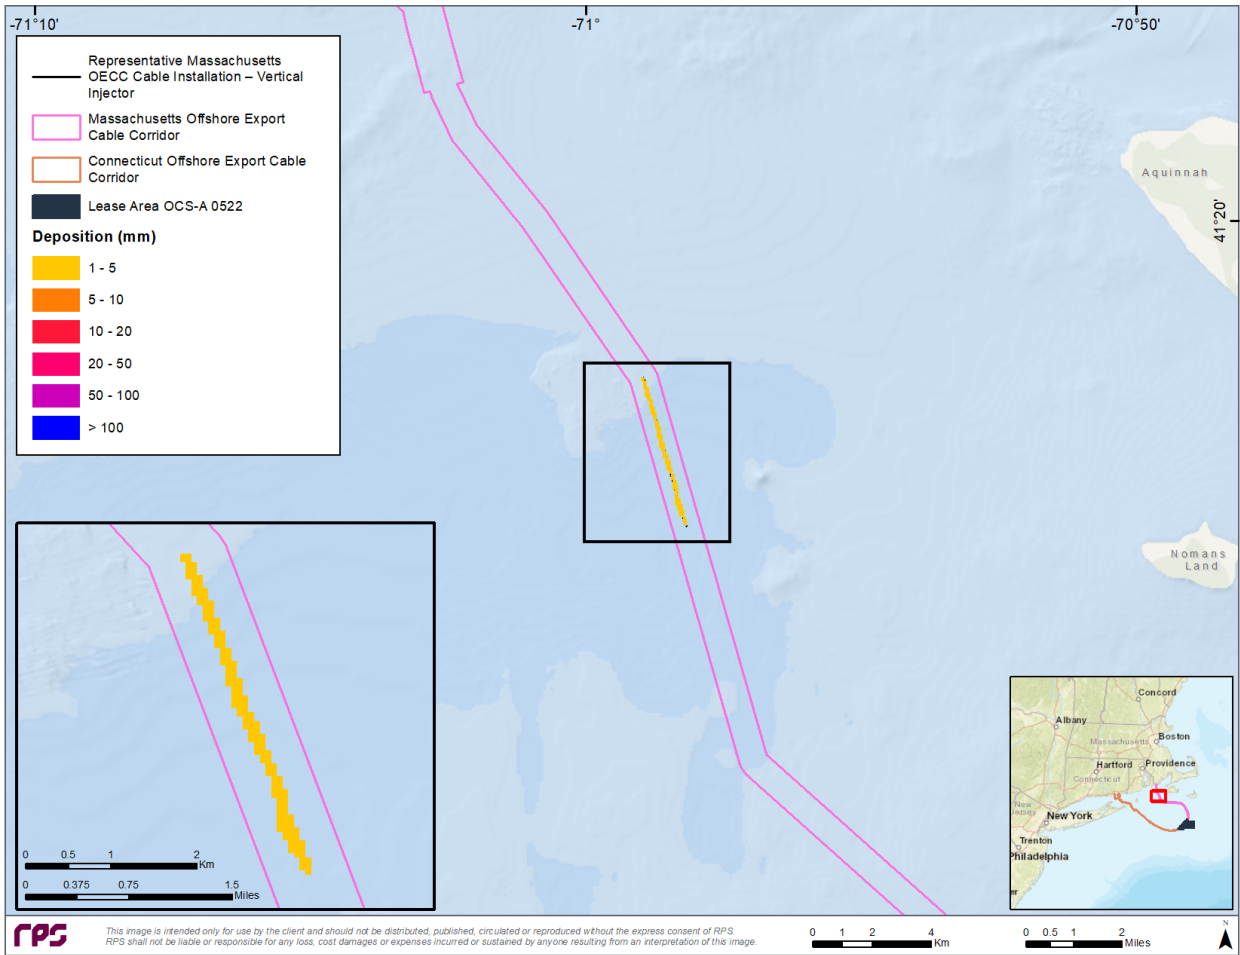 -71°10'
-71°
-70°50'
Representative Massachusetts
OECC Cable Installation – Vertical
Injector
Massachusetts Offshore Export
Cable Corridor
Connecticut Offshore Export Cable
Corridor
Lease Area OCS-A 0522
Deposition (mm)
1 - 5
5 - 10
10 - 20
20 - 50
50 - 100
> 100
Aquinnah
41°20'
Nomans
Land
0 0.5 1 2
Km
0 0.375 0.75 1.5
Miles
Concord
Albany
Massachusetts
Boston
Hartford
Providence
Connecticut
New
Jersey
New York
Trenton
Philadelphia
er
RPS
This image is intended only for use by the client and should not be distributed, published, circulated or reproduced without the express consent of RPS.
RPS shall not be liable or responsible for any loss, cost damages or expenses incurred or sustained by anyone resulting from an interpretation of this image.
0 1 2 4
Km
0 0.5 1 2
Miles
N